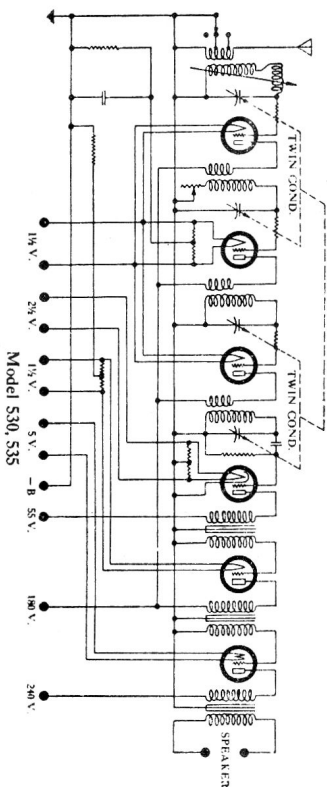 TWIN COND.
TWIN COND.
1½ V.
2½ V.
1½ V.
5 V.
– B
55 V.
180 V.
240 V.
SPEAKER
Model 530, 535